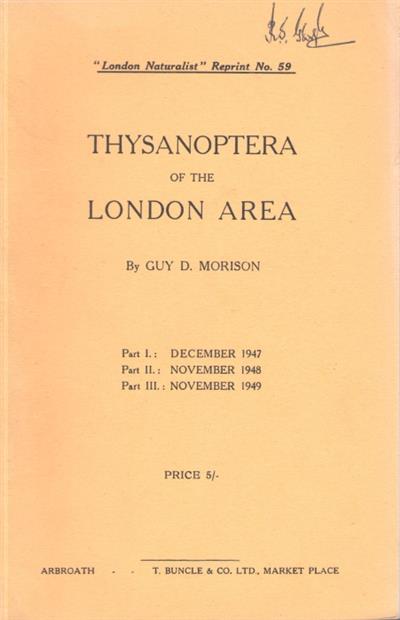 "London Naturalist" Reprint No. 59
THYSANOPTERA
OF THE
LONDON AREA
By GUY D. MORISON
Part I.: DECEMBER 1947
Part II.: NOVEMBER 1948
Part III.: NOVEMBER 1949
PRICE 5/-
ARBROATH - - T. BUNCLE & CO. LTD., MARKET PLACE